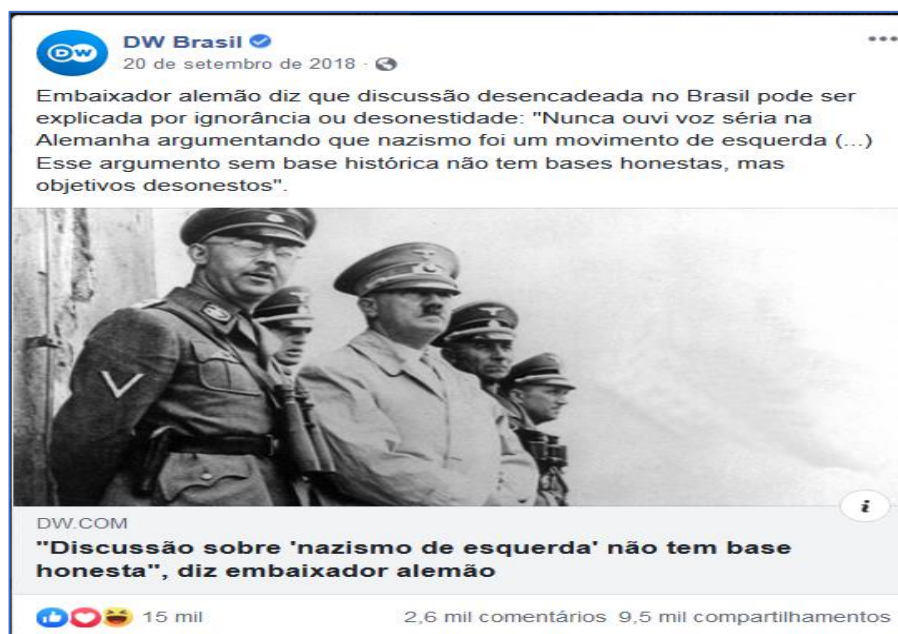 DW
DW Brasil
20 de setembro de 2018 ·
Embaixador alemão diz que discussão desencadeada no Brasil pode ser
explicada por ignorância ou desonestidade: "Nunca ouvi voz séria na
Alemanha argumentando que nazismo foi um movimento de esquerda (...)
Esse argumento sem base histórica não tem bases honestas, mas
objetivos desonestos".
i
DW.COM
"Discussão sobre 'nazismo de esquerda' não tem base
honesta", diz embaixador alemão
15 mil 2,6 mil comentários 9,5 mil compartilhamentos